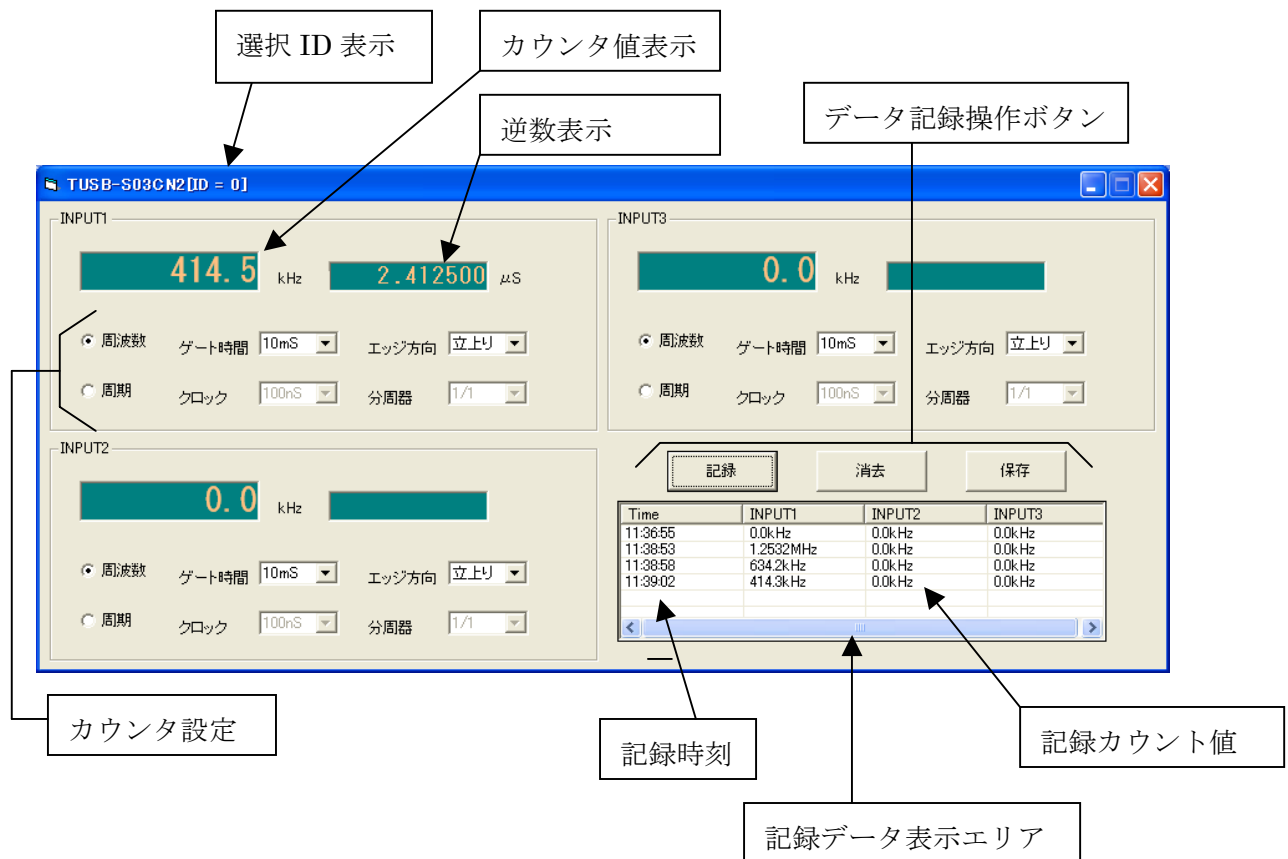 選択 ID 表示
カウンタ値表示
逆数表示
データ記録操作ボタン
TUSB-S03CN2[ID = 0]
INPUT1
414.5 kHz 2.412500 μS
周波数 ゲート時間 10mS エッジ方向 立上り
周期 クロック 100nS 分周器 1/1
INPUT3
0.0 kHz
周波数 ゲート時間 10mS エッジ方向 立上り
周期 クロック 100nS 分周器 1/1
INPUT2
0.0 kHz
周波数 ゲート時間 10mS エッジ方向 立上り
周期 クロック 100nS 分周器 1/1
記録 消去 保存
Time INPUT1 INPUT2 INPUT3
11:36:55 0.0kHz 0.0kHz 0.0kHz
11:38:53 1.2532MHz 0.0kHz 0.0kHz
11:38:58 634.2kHz 0.0kHz 0.0kHz
11:39:02 414.3kHz 0.0kHz 0.0kHz
カウンタ設定
記録時刻
記録カウント値
記録データ表示エリア